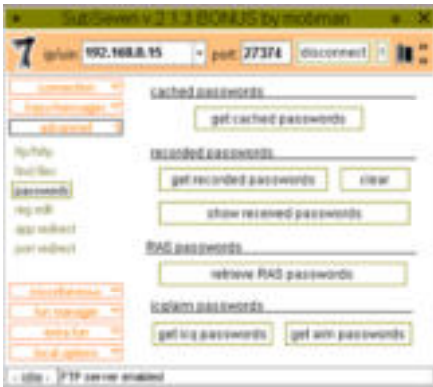 SubSeven v 2.1.3 BONUS by mobman
ip/uin: 192.168.0.15 port: 27374 disconnect
connection
keys/messages
advanced
ftp/http
find files
passwords
reg edit
app redirect
port redirect
miscellaneous
fun manager
extra fun
local options
cached passwords
get cached passwords
recorded passwords
get recorded passwords clear
show received passwords
RAS passwords
retrieve RAS passwords
icq/aim passwords
get icq passwords get aim passwords
- idle - FTP server enabled